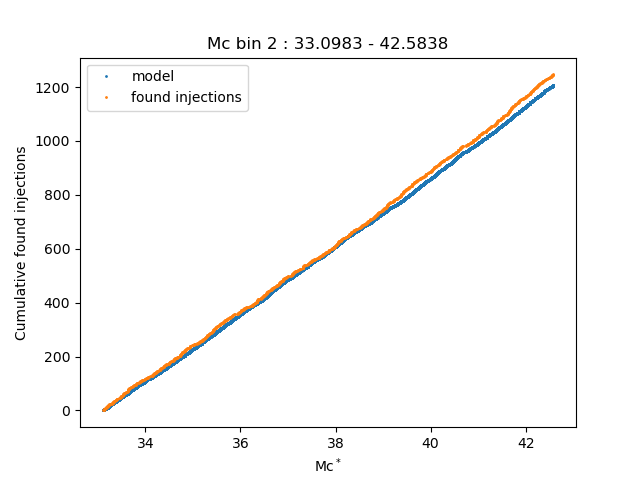 Mc bin 2 : 33.0983 - 42.5838
model
found injections
1200
1000
800
600
400
200
0
Cumulative found injections
34
36
38
40
42
Mc*